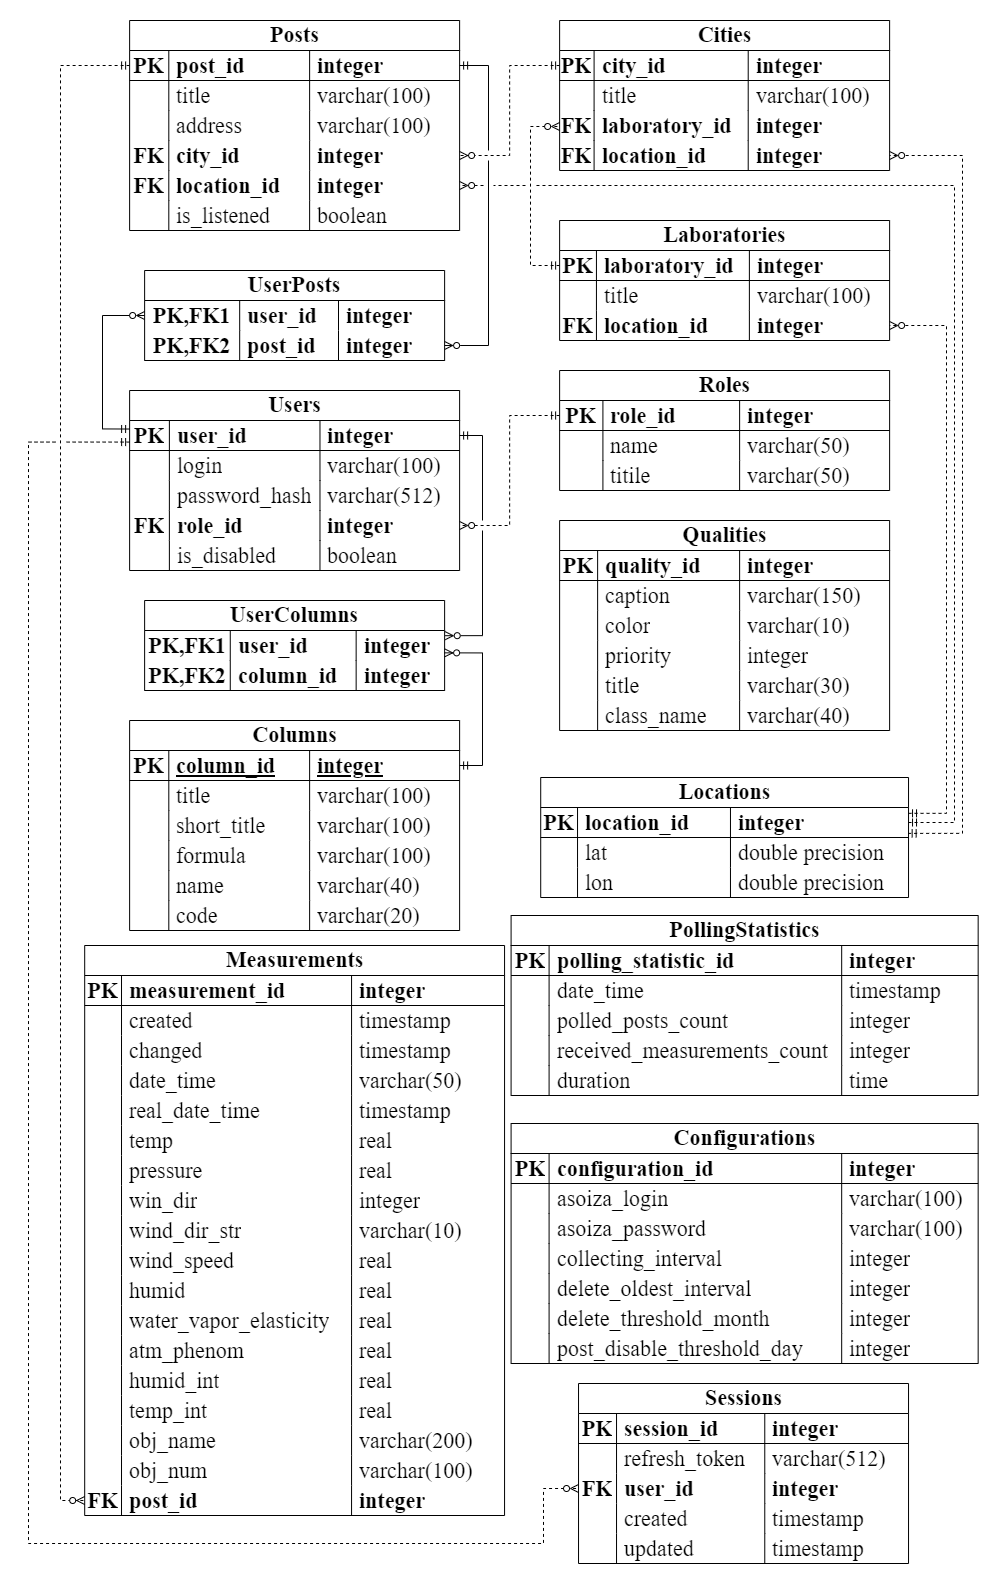 Posts
PK post_id integer
title varchar(100)
address varchar(100)
FK city_id integer
FK location_id integer
is_listened boolean
Cities
PK city_id integer
title varchar(100)
FK laboratory_id integer
FK location_id integer
Laboratories
PK laboratory_id integer
title varchar(100)
FK location_id integer
UserPosts
PK,FK1 user_id integer
PK,FK2 post_id integer
Users
PK user_id integer
login varchar(100)
password_hash varchar(512)
FK role_id integer
is_disabled boolean
Roles
PK role_id integer
name varchar(50)
titile varchar(50)
Qualities
PK quality_id integer
caption varchar(150)
color varchar(10)
priority integer
title varchar(30)
class_name varchar(40)
UserColumns
PK,FK1 user_id integer
PK,FK2 column_id integer
Columns
PK column_id integer
title varchar(100)
short_title varchar(100)
formula varchar(100)
name varchar(40)
code varchar(20)
Locations
PK location_id integer
lat double precision
lon double precision
PollingStatistics
PK polling_statistic_id integer
date_time timestamp
polled_posts_count integer
received_measurements_count integer
duration time
Measurements
PK measurement_id integer
created timestamp
changed timestamp
date_time varchar(50)
real_date_time timestamp
temp real
pressure real
win_dir integer
wind_dir_str varchar(10)
wind_speed real
humid real
water_vapor_elasticity real
atm_phenom real
humid_int real
temp_int real
obj_name varchar(200)
obj_num varchar(100)
FK post_id integer
Configurations
PK configuration_id integer
asoiza_login varchar(100)
asoiza_password varchar(100)
collecting_interval integer
delete_oldest_interval integer
delete_threshold_month integer
post_disable_threshold_day integer
Sessions
PK session_id integer
refresh_token varchar(512)
FK user_id integer
created timestamp
updated timestamp